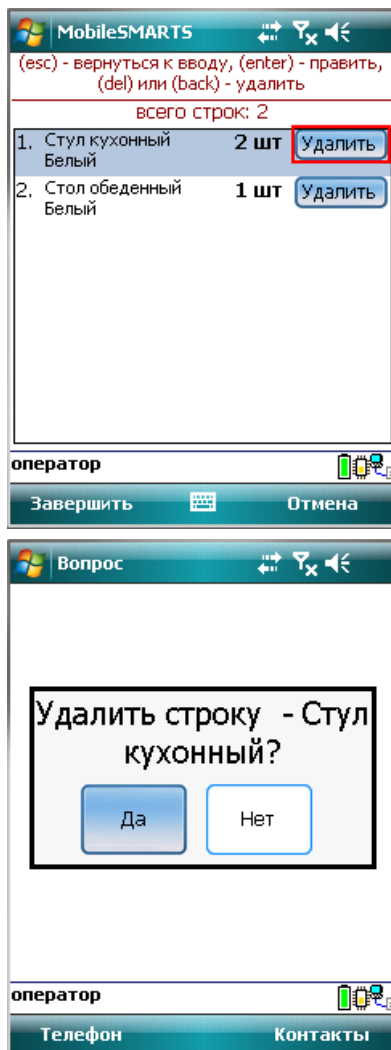 MobileSMARTS
(esc) - вернуться к вводу, (enter) - править,
(del) или (back) - удалить
всего строк: 2
1. Стул кухонный 2 шт Удалить
Белый
2. Стол обеденный 1 шт Удалить
Белый
оператор
Завершить Отмена
Вопрос
Удалить строку - Стул
кухонный?
Да Нет
оператор
Телефон Контакты